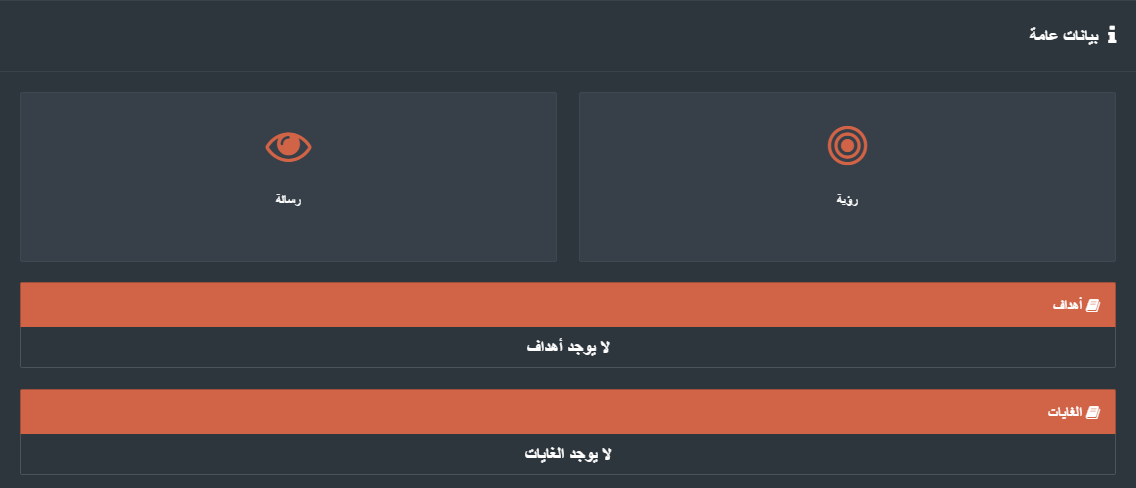 بيانات عامة
رؤية
رسالة
أهداف
لا يوجد أهداف
الغايات
لا يوجد الغايات